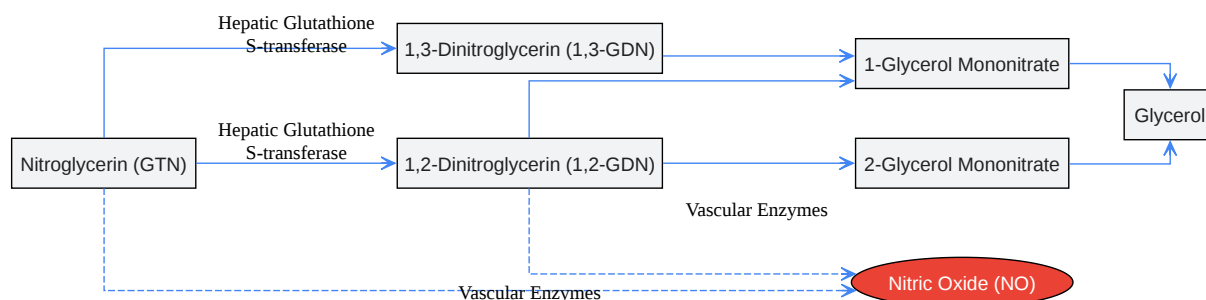 Hepatic Glutathione
S-transferase
1,3-Dinitroglycerin (1,3-GDN)
1-Glycerol Mononitrate
Glycerol
Hepatic Glutathione
S-transferase
Nitroglycerin (GTN)
1,2-Dinitroglycerin (1,2-GDN)
2-Glycerol Mononitrate
Vascular Enzymes
Nitric Oxide (NO)
Vascular Enzymes